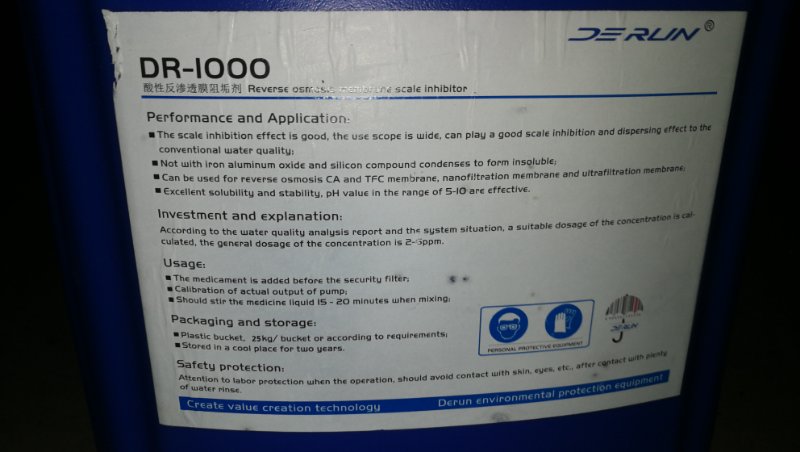 DE RUN®
DR-1000
酸性反渗透膜阻垢剂 Reverse osmosis membrane scale inhibitor
Performance and Application:
■ The scale inhibition effect is good, the use scope is wide, can play a good scale inhibition and dispersing effect to the
conventional water quality;
■ Not with iron aluminum oxide and silicon compound condenses to form insoluble;
■ Can be used for reverse osmosis CA and TFC membrane, nanofiltration membrane and ultrafiltration membrane;
■ Excellent solubility and stability, pH value in the range of 5-10 are effective.
Investment and explanation:
According to the water quality analysis report and the system situation, a suitable dosage of the concentration is cal-
culated, the general dosage of the concentration is
Usage:
■ The medicament is added before the security filter;
■ Calibration of actual output of pump;
■ Should stir the medicine liquid 15 - 20 minutes when mixing;
Packaging and storage:
■ Plastic bucket, 25kg/ bucket or according to requirements;
■ Stored in a cool place for two years.
PERSONAL PROTECTIVE EQUIPMENT
DE RUN
Safety protection:
Attention to labor protection when the operation, should avoid contact with skin, eyes, etc., after contact with plenty
of water rinse.
Create value creation technology
Derun environmental protection equipment